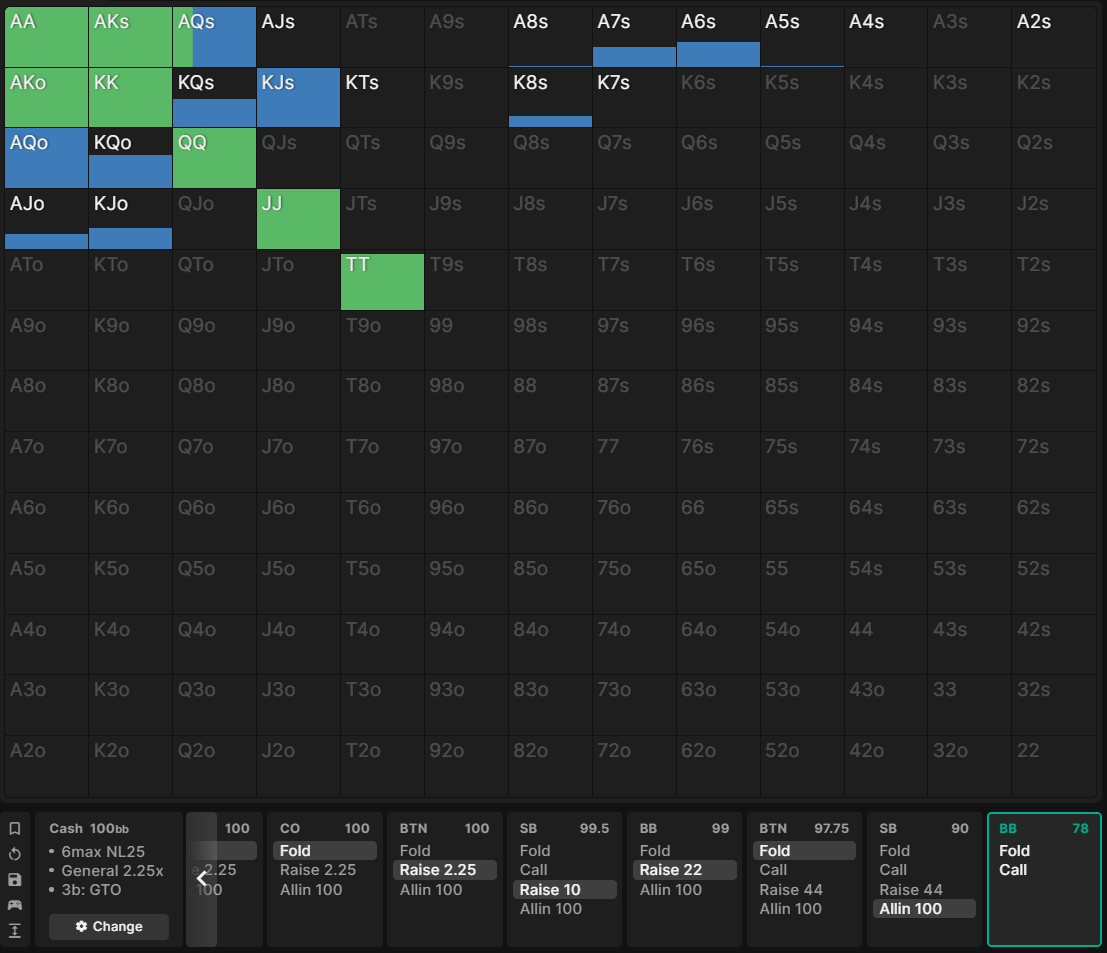 AA AKs AQs AJs ATs A9s A8s A7s A6s A5s A4s A3s A2s
AKo KK KQs KJs KTs K9s K8s K7s K6s K5s K4s K3s K2s
AQo KQo QQ QJs QTs Q9s Q8s Q7s Q6s Q5s Q4s Q3s Q2s
AJo KJo QJo JJ JTs J9s J8s J7s J6s J5s J4s J3s J2s
ATo KTo QTo JTo TT T9s T8s T7s T6s T5s T4s T3s T2s
A9o K9o Q9o J9o T9o 99 98s 97s 96s 95s 94s 93s 92s
A8o K8o Q8o J8o T8o 98o 88 87s 86s 85s 84s 83s 82s
A7o K7o Q7o J7o T7o 97o 87o 77 76s 75s 74s 73s 72s
A6o K6o Q6o J6o T6o 96o 86o 76o 66 65s 64s 63s 62s
A5o K5o Q5o J5o T5o 95o 85o 75o 65o 55 54s 53s 52s
A4o K4o Q4o J4o T4o 94o 84o 74o 64o 54o 44 43s 42s
A3o K3o Q3o J3o T3o 93o 83o 73o 63o 53o 43o 33 32s
A2o K2o Q2o J2o T2o 92o 82o 72o 62o 52o 42o 32o 22
Cash 100bb
• 6max NL25
• General 2.25x
• 3b: GTO
Change
100
2.25
100
CO 100
Fold
Raise 2.25
Allin 100
BTN 100
Fold
Raise 2.25
Allin 100
SB 99.5
Fold
Call
Raise 10
Allin 100
BB 99
Fold
Raise 22
Allin 100
BTN 97.75
Fold
Call
Raise 44
Allin 100
SB 90
Fold
Call
Raise 44
Allin 100
BB 78
Fold
Call